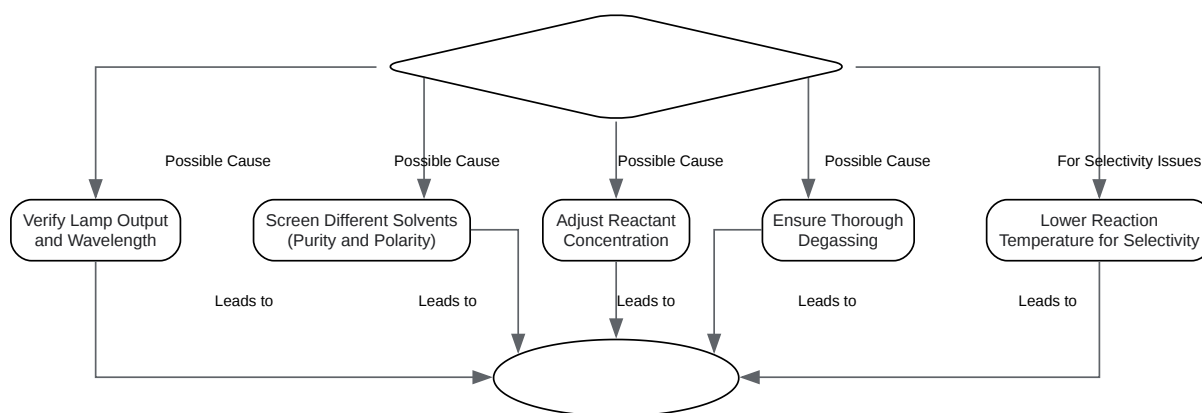 Possible Cause
Possible Cause
Possible Cause
Possible Cause
For Selectivity Issues
Verify Lamp Output
and Wavelength
Screen Different Solvents
(Purity and Polarity)
Adjust Reactant
Concentration
Ensure Thorough
Degassing
Lower Reaction
Temperature for Selectivity
Leads to
Leads to
Leads to
Leads to
Leads to